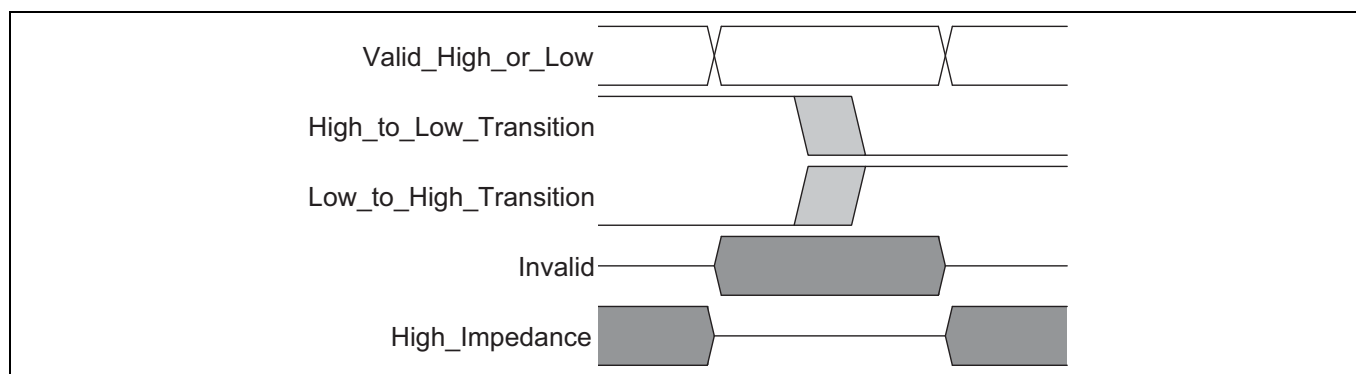 Valid_High_or_Low
High_to_Low_Transition
Low_to_High_Transition
Invalid
High_Impedance